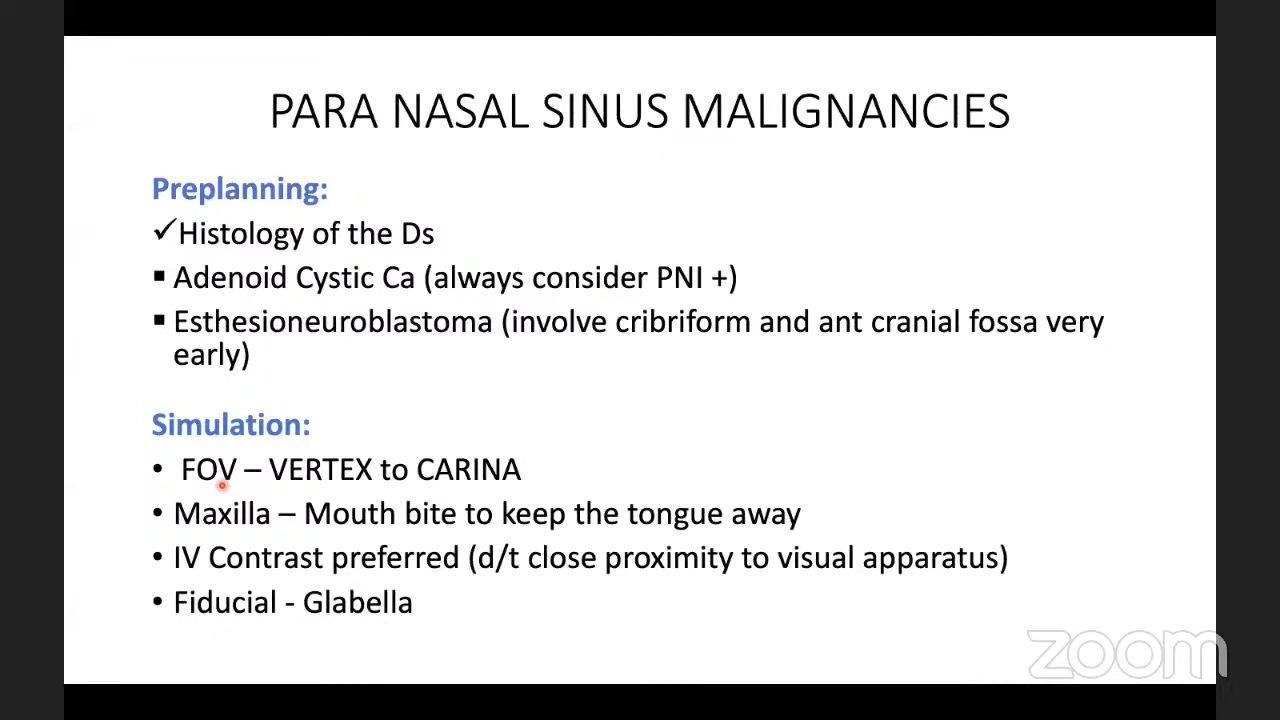 PARA NASAL SINUS MALIGNANCIES
Preplanning:
✓Histology of the Ds
▪ Adenoid Cystic Ca (always consider PNI +)
▪ Esthesioneuroblastoma (involve cribriform and ant cranial fossa very
early)
Simulation:
• FOV – VERTEX to CARINA
• Maxilla – Mouth bite to keep the tongue away
• IV Contrast preferred (d/t close proximity to visual apparatus)
• Fiducial - Glabella
zoom